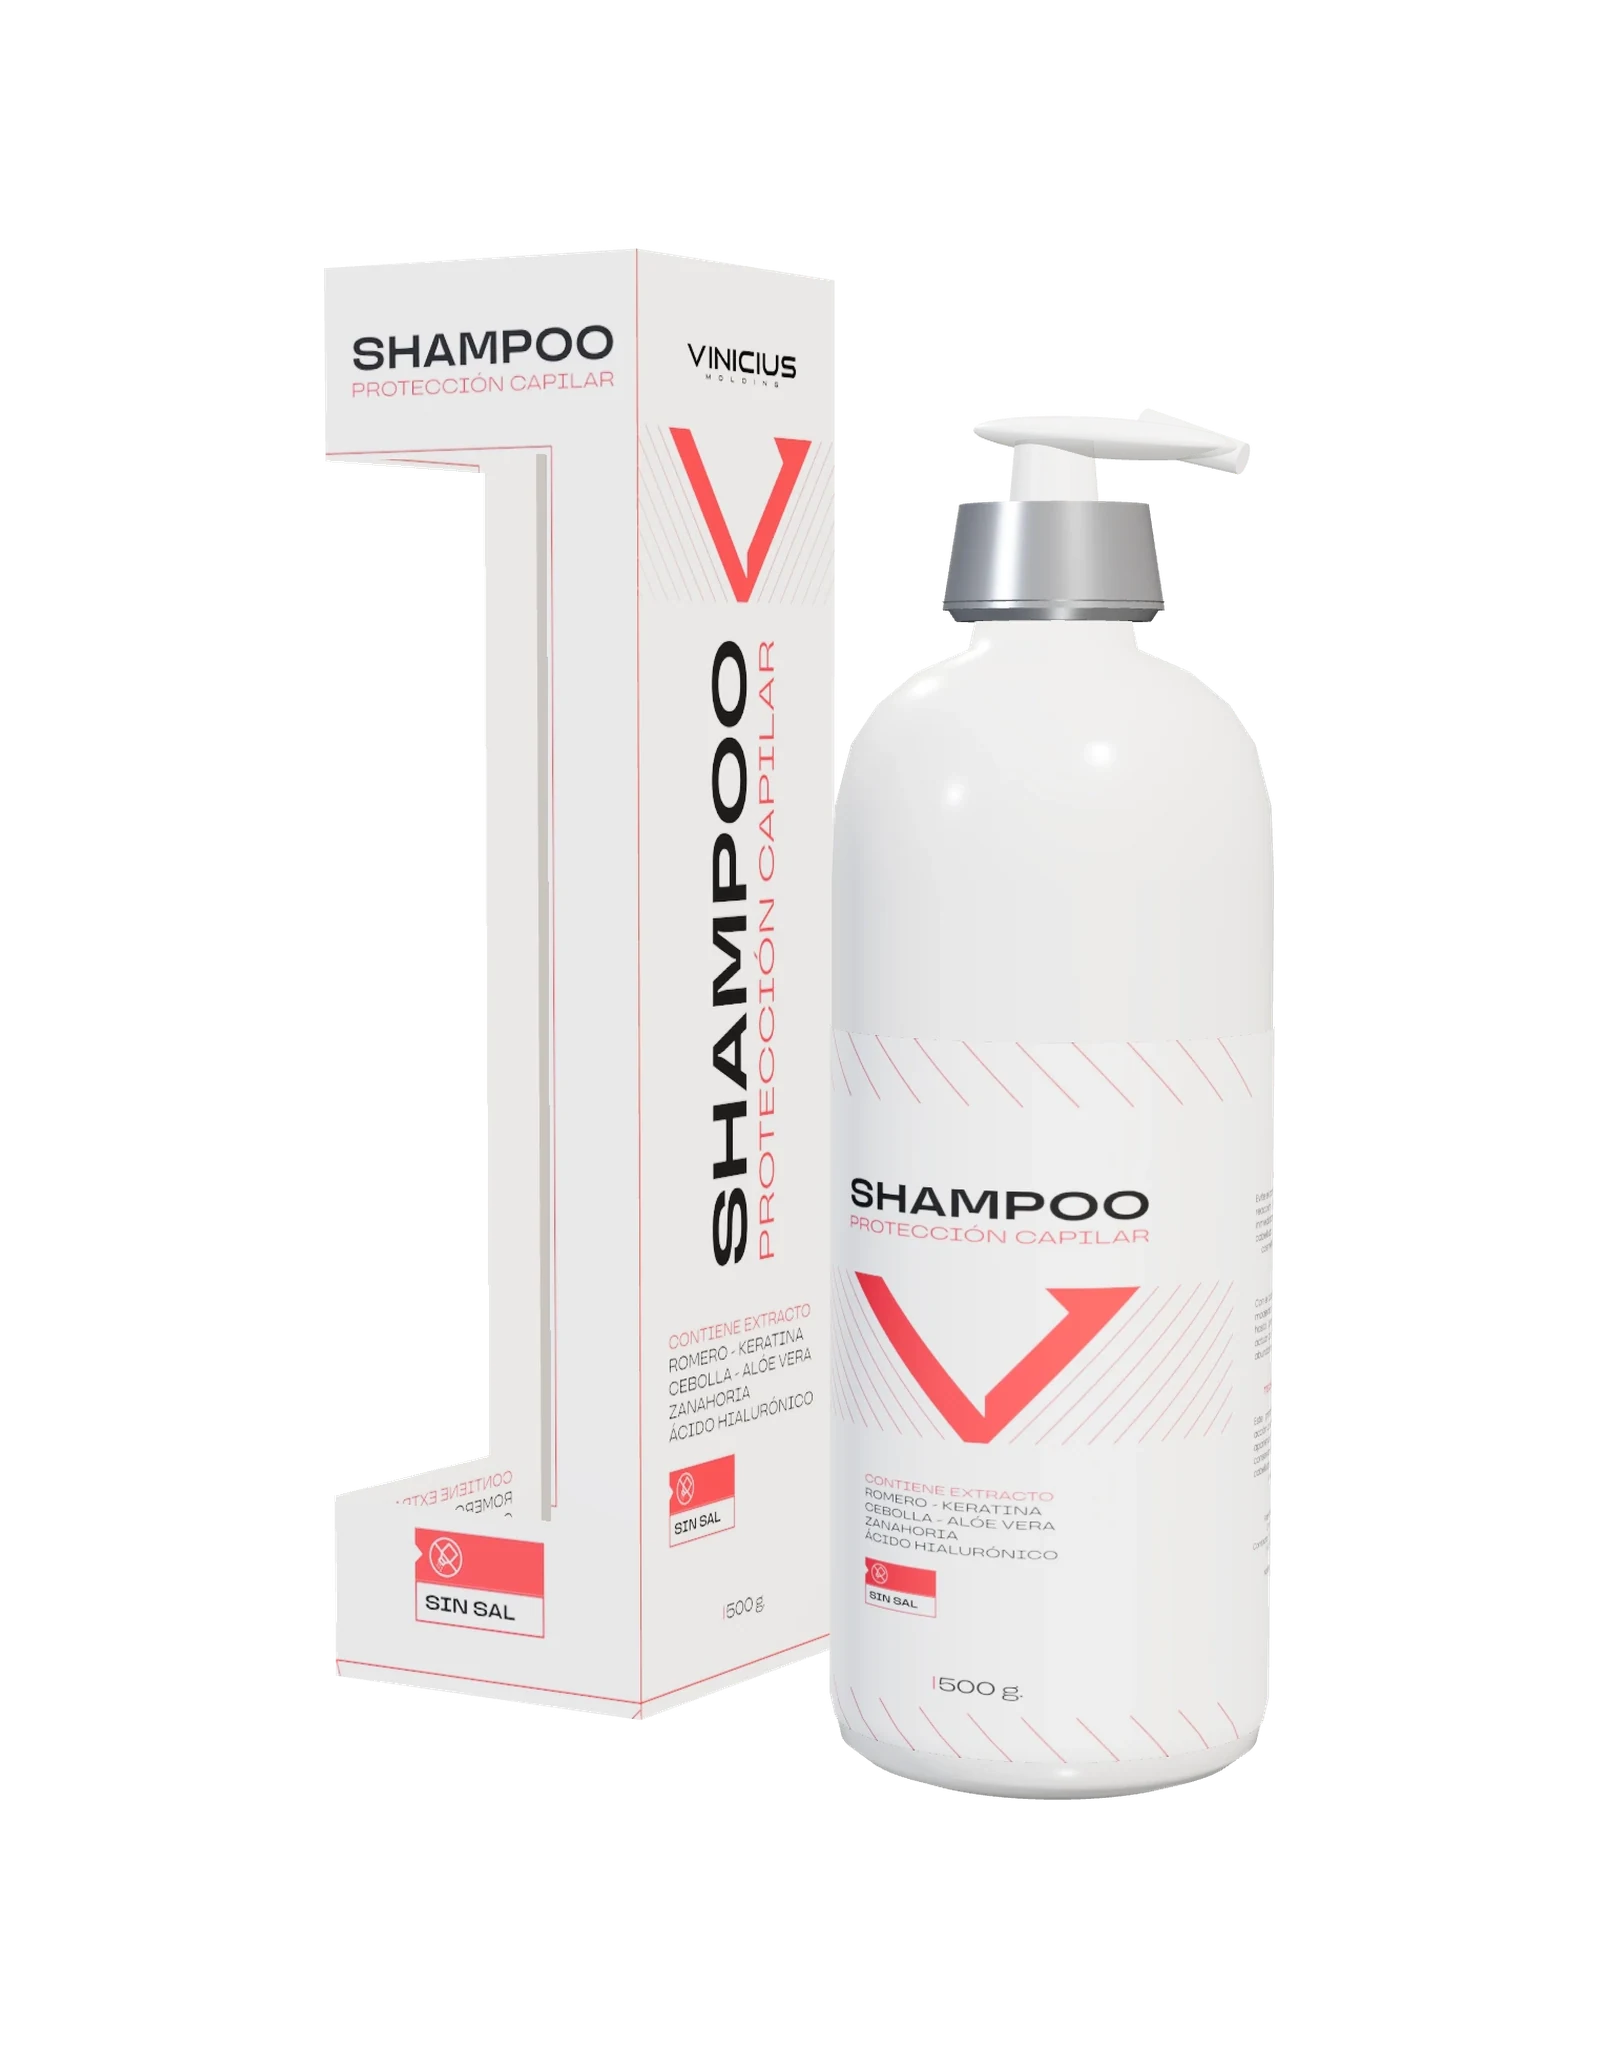 SHAMPOO
PROTECCIÓN CAPILAR
CONTIENE
ROMERO
SIN SAL
VINICIUS
MOLDING
SHAMPOO
PROTECCIÓN CAPILAR
CONTIENE EXTRACTO
ROMERO - KERATINA
CEBOLLA - ALÓE VERA
ZANAHORIA
ÁCIDO HIALURÓNICO
SIN SAL
500 g.
SHAMPOO
PROTECCIÓN CAPILAR
CONTIENE EXTRACTO
ROMERO - KERATINA
CEBOLLA - ALÓE VERA
ZANAHORIA
ÁCIDO HIALURÓNICO
SIN SAL
500 g.